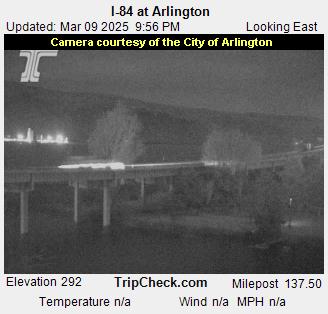 I-84 at Arlington
Updated: Mar 09 2025 9:56 PM Looking East
Camera courtesy of the City of Arlington
Elevation 292 TripCheck.com Milepost 137.50
Temperature n/a Wind n/a MPH n/a